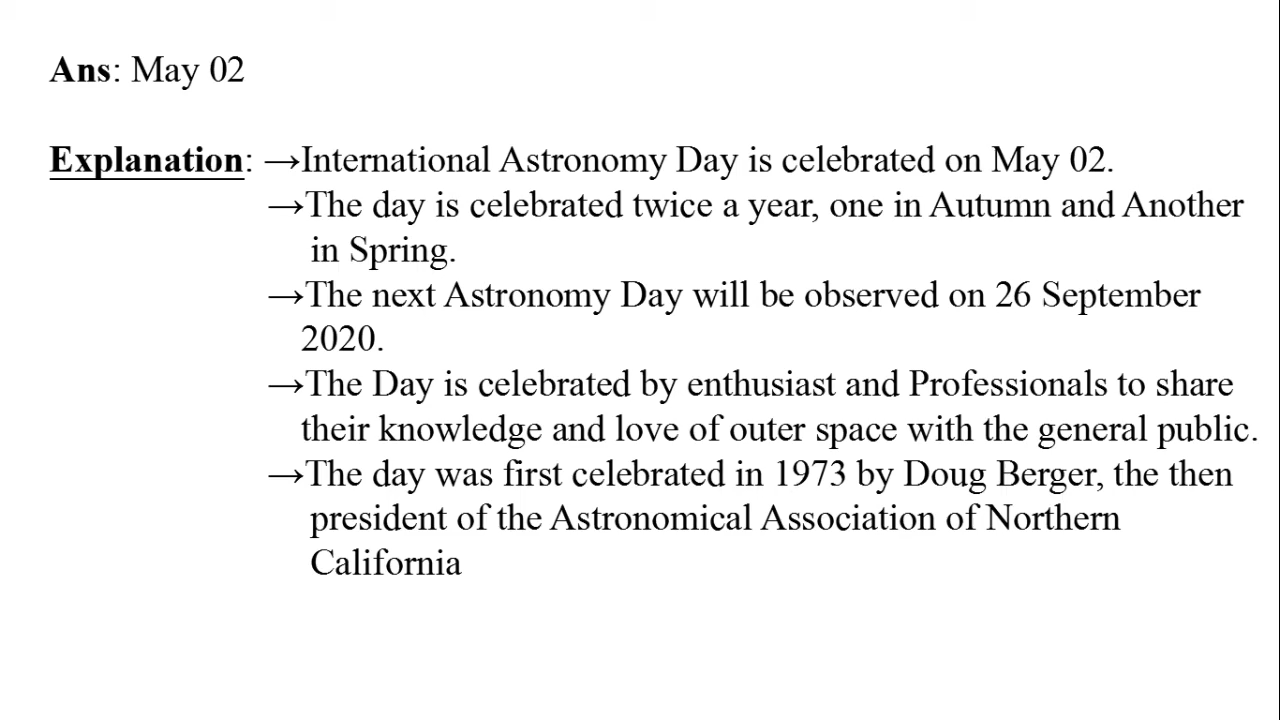 Ans: May 02
Explanation: →International Astronomy Day is celebrated on May 02.
→The day is celebrated twice a year, one in Autumn and Another
in Spring.
→The next Astronomy Day will be observed on 26 September
2020.
→The Day is celebrated by enthusiast and Professionals to share
their knowledge and love of outer space with the general public.
→The day was first celebrated in 1973 by Doug Berger, the then
president of the Astronomical Association of Northern
California